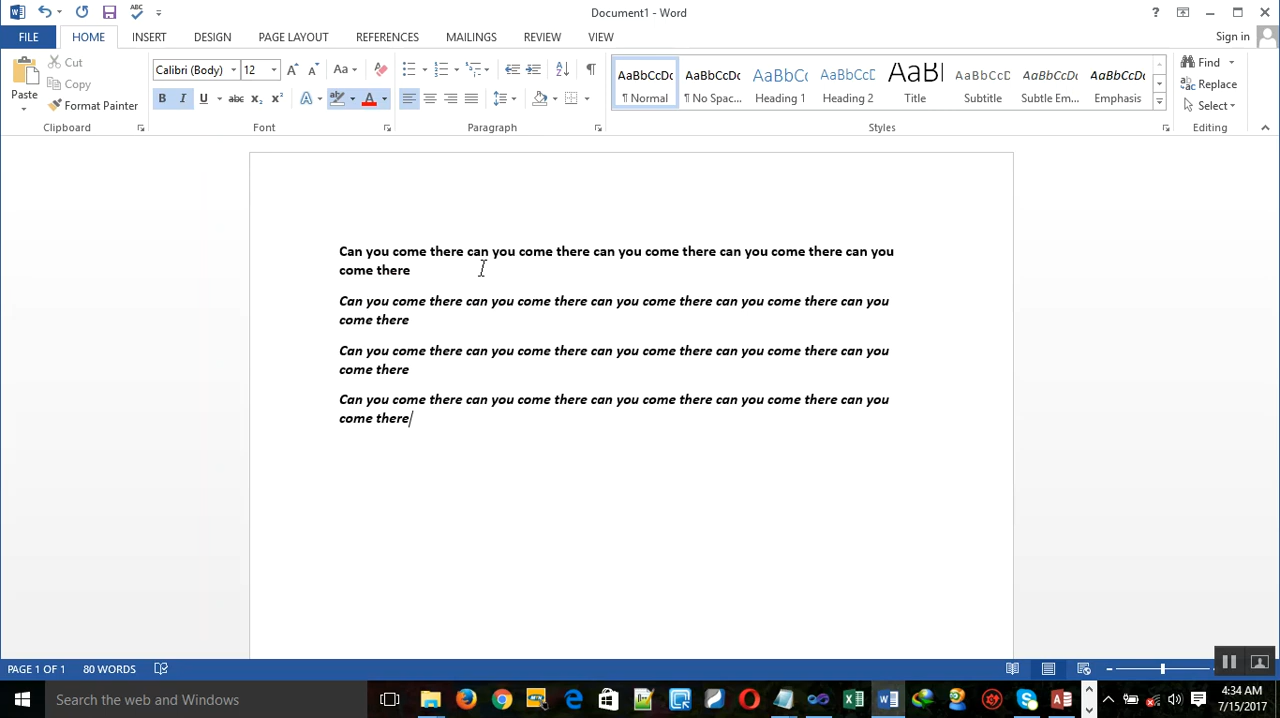 Document1 - Word
Sign in
FILE HOME INSERT DESIGN PAGE LAYOUT REFERENCES MAILINGS REVIEW VIEW
Paste
Cut
Copy
Format Painter
Clipboard
Calibri (Body) 12
Font
Paragraph
AaBbCcDc AaBbCcDc AaBbCc AaBbCcD AaBl AaBbCcD AaBbCcDc AaBbCcDc
¶ Normal ¶ No Spac... Heading 1 Heading 2 Title Subtitle Subtle Em... Emphasis
Styles
Find
Replace
Select
Editing
Can you come there can you come there can you come there can you come there can you
come there
Can you come there can you come there can you come there can you come there can you
come there
Can you come there can you come there can you come there can you come there can you
come there
Can you come there can you come there can you come there can you come there can you
come there
PAGE 1 OF 1 80 WORDS
Search the web and Windows
4:34 AM
7/15/2017